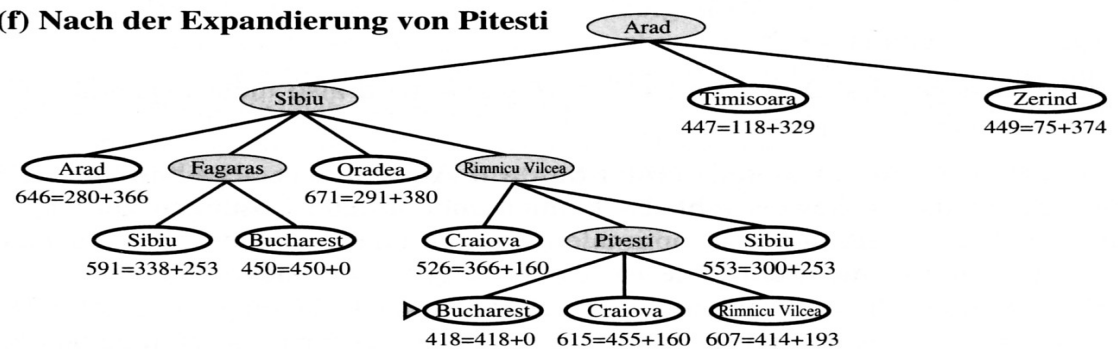 (f) Nach der Expandierung von Pitesti
Arad
Sibiu
Timisoara
Zerind
447=118+329
449=75+374
Arad
Fagaras
Oradea
Rimnicu Vilcea
646=280+366
671=291+380
Sibiu
Bucharest
Craiova
Pitesti
Sibiu
591=338+253
450=450+0
526=366+160
553=300+253
Bucharest
Craiova
Rimnicu Vilcea
418=418+0
615=455+160
607=414+193